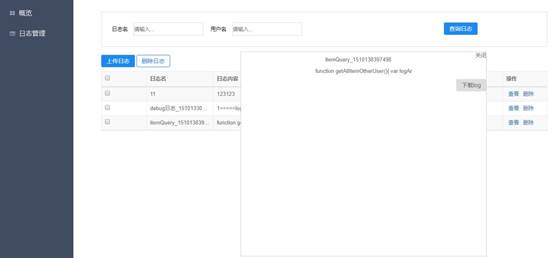 概览
日志管理
日志名 请输入... 用户名 请输入... 查询日志
上传日志 删除日志
关闭
itemQuery_1510138397498
function getAllItemOtherUser(){ var logAr
下载log
日志名 日志内容 操作
11 123123 查看 删除
debug日志_15101330... 1=====log 查看 删除
itemQuery_151013839... function g 查看 删除